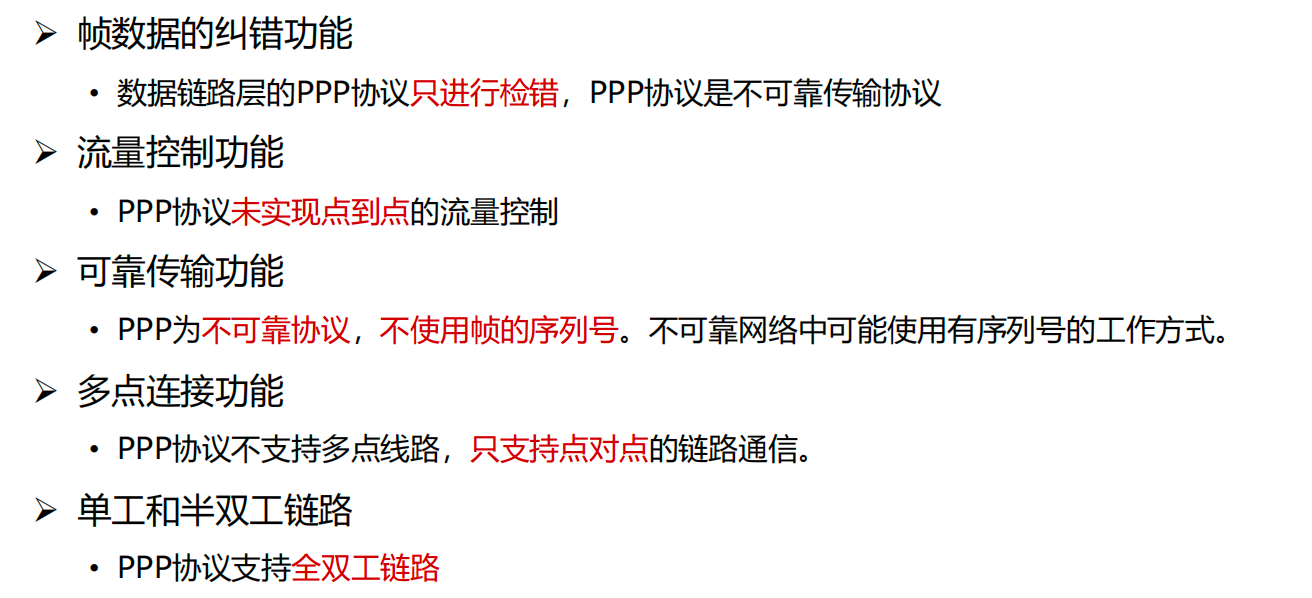 ➢ 帧数据的纠错功能
• 数据链路层的PPP协议只进行检错，PPP协议是不可靠传输协议
➢ 流量控制功能
• PPP协议未实现点到点的流量控制
➢ 可靠传输功能
• PPP为不可靠协议，不使用帧的序列号。不可靠网络中可能使用有序列号的工作方式。
➢ 多点连接功能
• PPP协议不支持多点线路，只支持点对点的链路通信。
➢ 单工和半双工链路
• PPP协议支持全双工链路